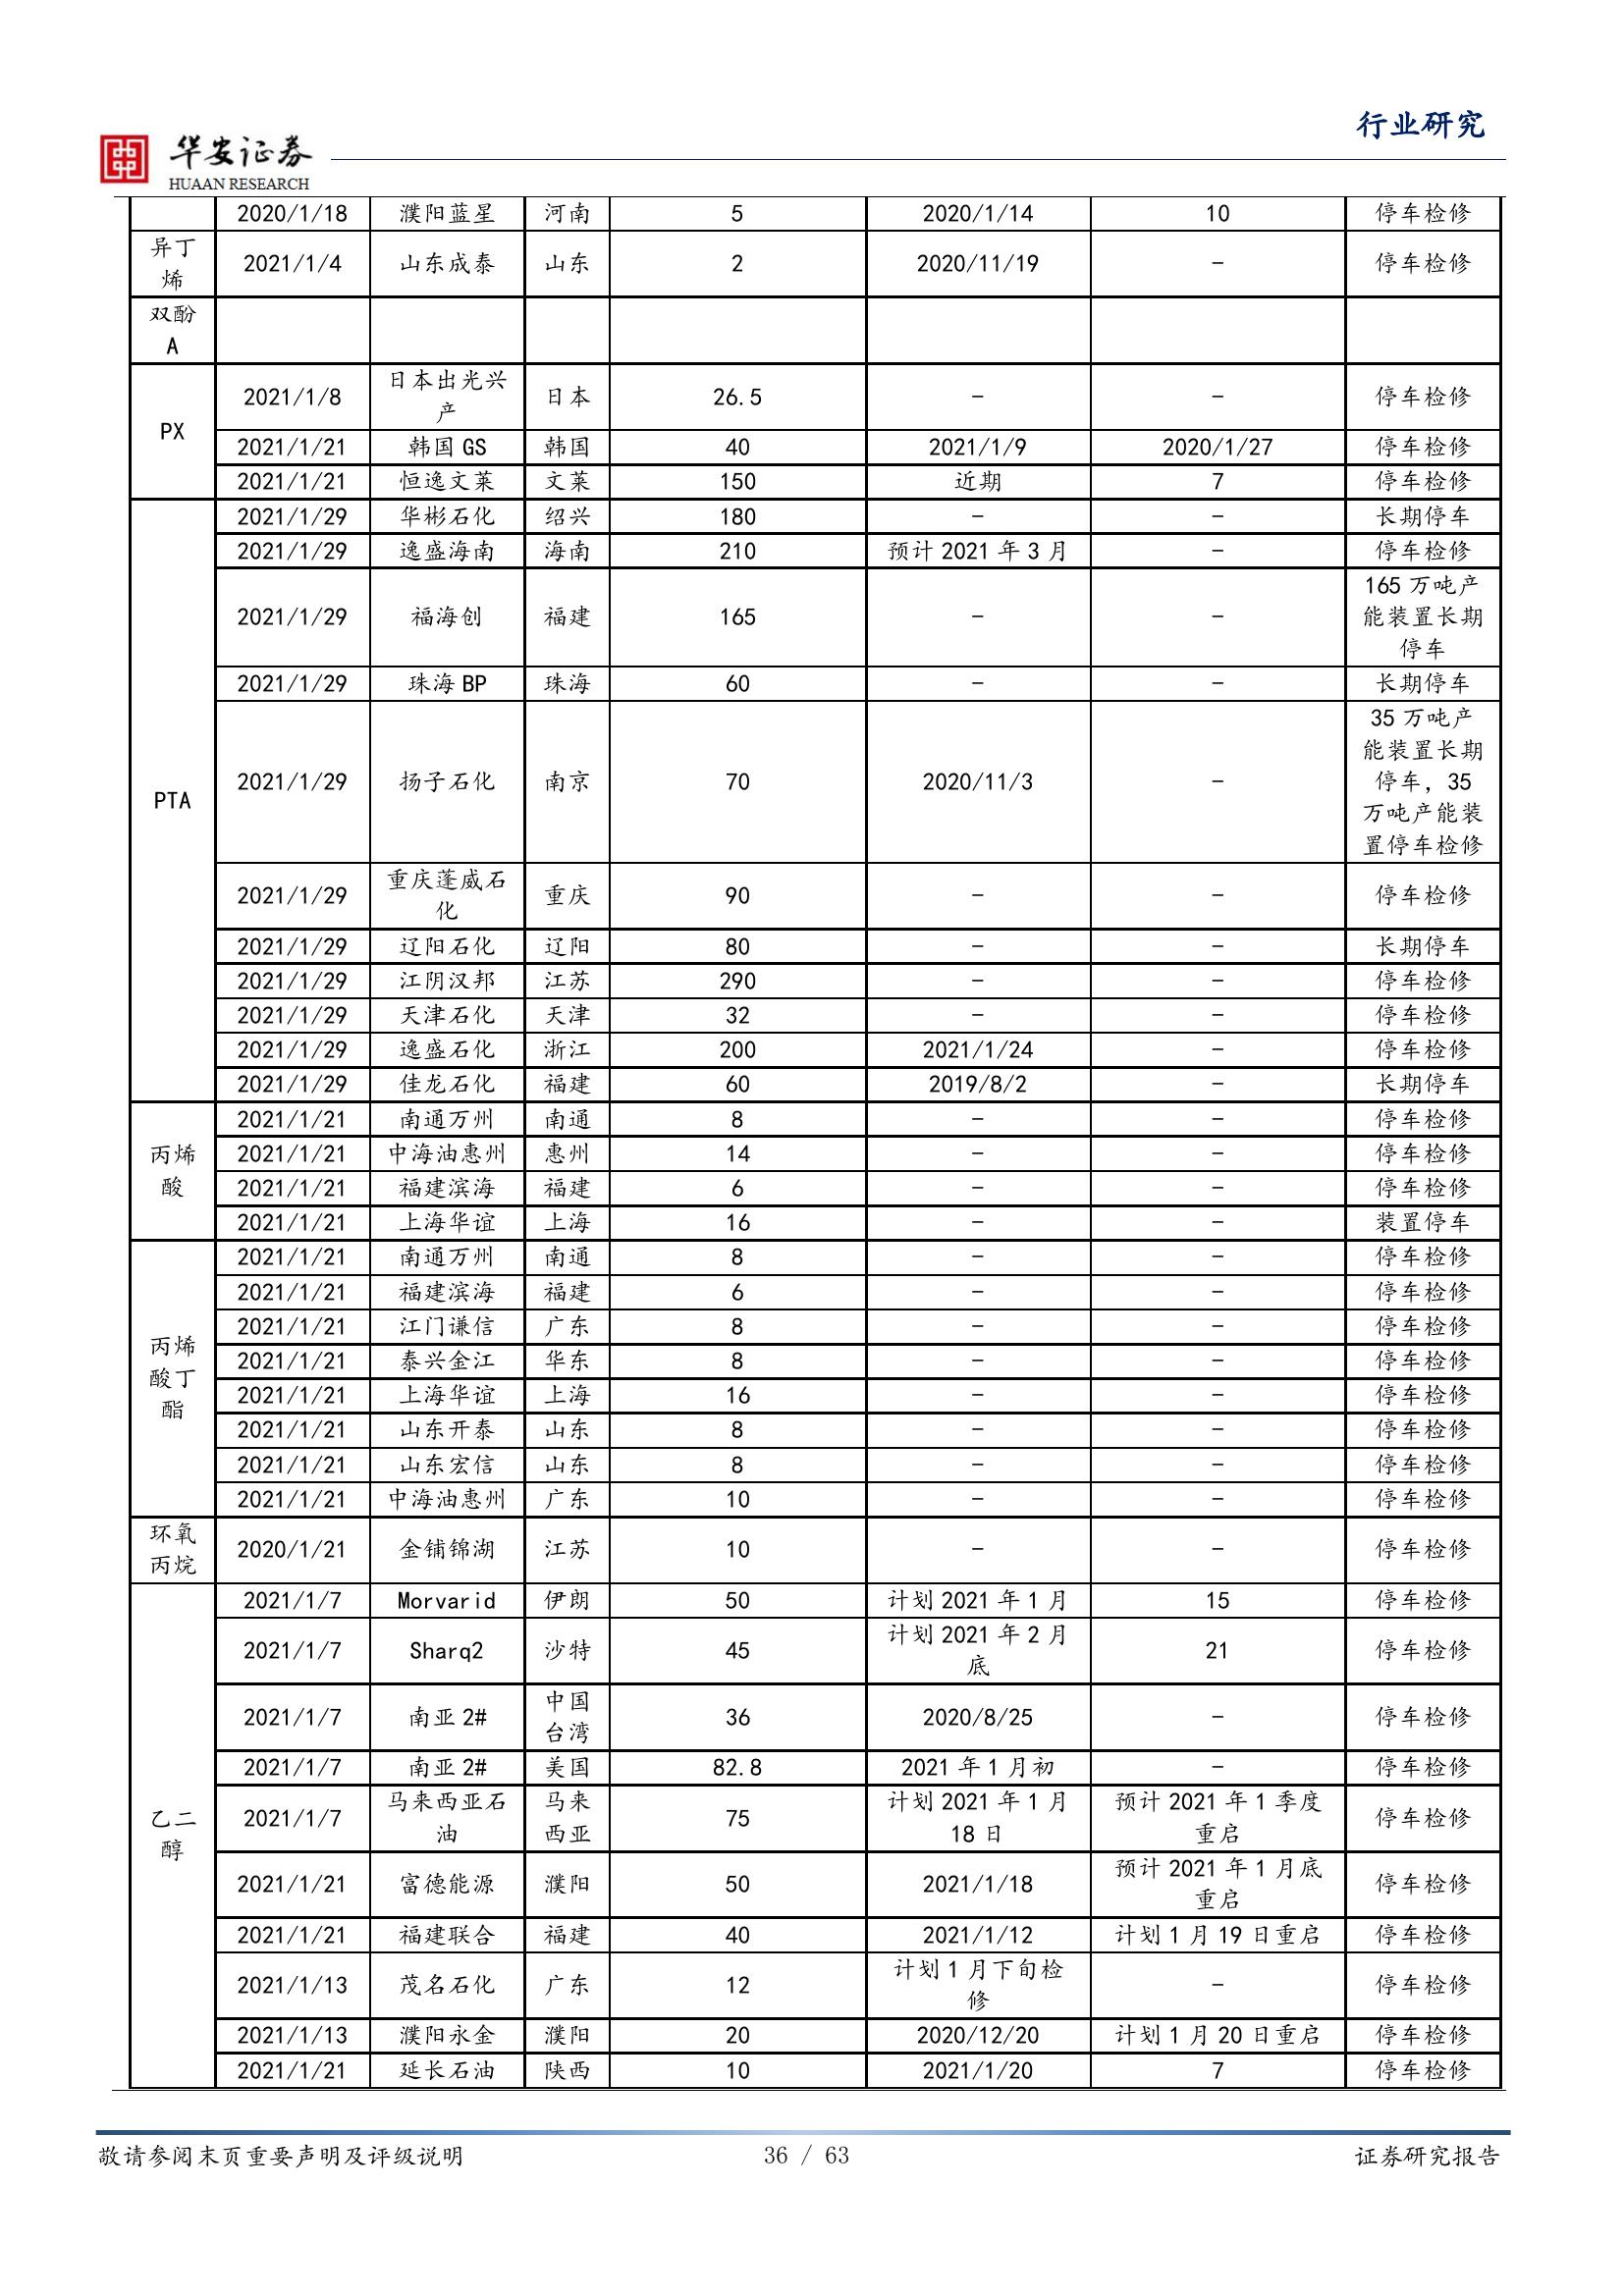 行业研究
华安证券
HUAAN RESEARCH
2020/1/18 濮阳蓝星 河南 5 2020/1/14 10 停车检修
异丁
烯
2021/1/4 山东成泰 山东 2 2020/11/19 - 停车检修
双酚
A
PX
2021/1/8 日本出光兴
产
日本 26.5 - - 停车检修
2021/1/21 韩国 GS 韩国 40 2021/1/9 2020/1/27 停车检修
2021/1/21 恒逸文莱 文莱 150 近期 7 停车检修
PTA
2021/1/29 华彬石化 绍兴 180 - - 长期停车
2021/1/29 逸盛海南 海南 210 预计 2021 年 3 月 - 停车检修
2021/1/29 福海创 福建 165 - - 165 万吨产
能装置长期
停车
2021/1/29 珠海 BP 珠海 60 - - 长期停车
2021/1/29 扬子石化 南京 70 2020/11/3 - 35 万吨产
能装置长期
停车，35
万吨产能装
置停车检修
2021/1/29 重庆蓬威石
化
重庆 90 - - 停车检修
2021/1/29 辽阳石化 辽阳 80 - - 长期停车
2021/1/29 江阴汉邦 江苏 290 - - 停车检修
2021/1/29 天津石化 天津 32 - - 停车检修
2021/1/29 逸盛石化 浙江 200 2021/1/24 - 停车检修
2021/1/29 佳龙石化 福建 60 2019/8/2 - 长期停车
丙烯
酸
2021/1/21 南通万州 南通 8 - - 停车检修
2021/1/21 中海油惠州 惠州 14 - - 停车检修
2021/1/21 福建滨海 福建 6 - - 停车检修
2021/1/21 上海华谊 上海 16 - - 装置停车
丙烯
酸丁
酯
2021/1/21 南通万州 南通 8 - - 停车检修
2021/1/21 福建滨海 福建 6 - - 停车检修
2021/1/21 江门谦信 广东 8 - - 停车检修
2021/1/21 泰兴金江 华东 8 - - 停车检修
2021/1/21 上海华谊 上海 16 - - 停车检修
2021/1/21 山东开泰 山东 8 - - 停车检修
2021/1/21 山东宏信 山东 8 - - 停车检修
2021/1/21 中海油惠州 广东 10 - - 停车检修
环氧
丙烷
2020/1/21 金铺锦湖 江苏 10 - - 停车检修
乙二
醇
2021/1/7 Morvarid 伊朗 50 计划 2021 年 1 月 15 停车检修
2021/1/7 Sharq2 沙特 45 计划 2021 年 2 月
底
21 停车检修
2021/1/7 南亚 2# 中国
台湾
36 2020/8/25 - 停车检修
2021/1/7 南亚 2# 美国 82.8 2021 年 1 月初 - 停车检修
2021/1/7 马来西亚石
油
马来
西亚
75 计划 2021 年 1 月
18 日
预计 2021 年 1 季度
重启
停车检修
2021/1/21 富德能源 濮阳 50 2021/1/18 预计 2021 年 1 月底
重启
停车检修
2021/1/21 福建联合 福建 40 2021/1/12 计划 1 月 19 日重启 停车检修
2021/1/13 茂名石化 广东 12 计划 1 月下旬检
修
- 停车检修
2021/1/13 濮阳永金 濮阳 20 2020/12/20 计划 1 月 20 日重启 停车检修
2021/1/21 延长石油 陕西 10 2021/1/20 7 停车检修
敬请参阅末页重要声明及评级说明 36 / 63 证券研究报告